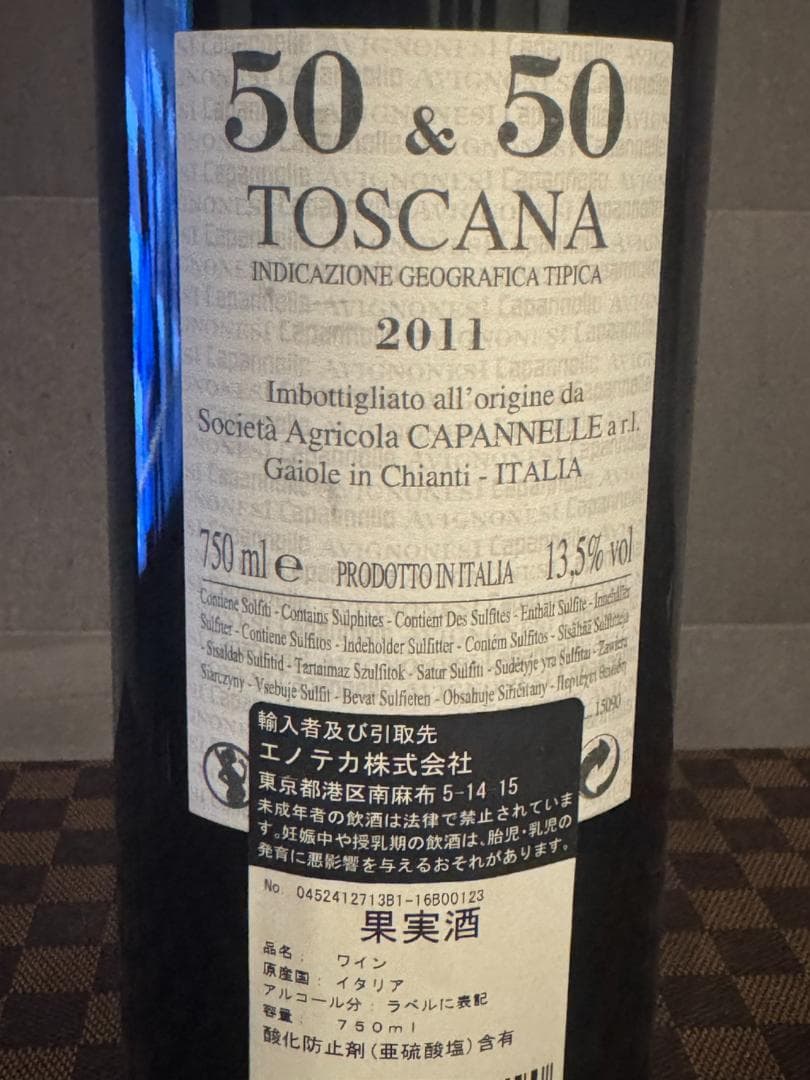 50 & 50
TOSCANA
INDICAZIONE GEOGRAFICA TIPICA
2011
Imbottigliato all'origine da
Società Agricola CAPANNELLE a r.l.
Gaiole in Chianti - ITALIA
750 ml e PRODOTTO IN ITALIA 13,5% vol
Contiene Solfiti - Contains Sulphites - Contient Des Sulfites - Enthält Sulfite - Innehåller
Sulfiter - Contiene Sulfitos - Indeholder Sulfitter - Contém Sulfitos - Sisältää Sulfiitteja
- Sisaldab Sulfitid - Tartalmaz Szulfitok - Satur Sulfiti - Sudėtyje yra Sulfitai - Zawiera
Siarczyny - Vsebuje Sulfit - Bevat Sulfieten - Obsahuje Siřičitany -
15090
輸入者及び引取先
エノテカ株式会社
東京都港区南麻布 5-14 15
未成年者の飲酒は法律で禁止されていま
す。妊娠中や授乳期の飲酒は、胎児・乳児の
発育に悪影響を与えるおそれがあります。
No. 0452412713B1-16B00123
果実酒
品名: ワイン
原産国: イタリア
アルコール分: ラベルに表記
容量: 750ml
酸化防止剤(亜硫酸塩)含有